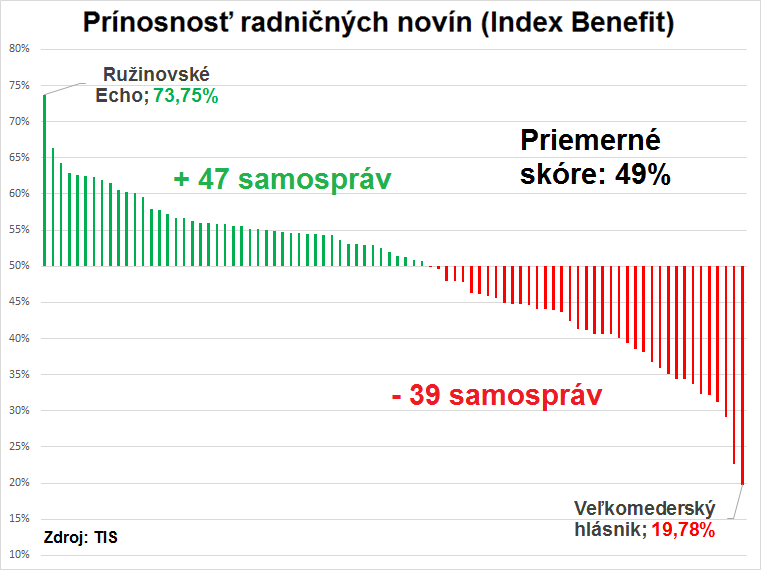 Prínosnosť radničných novín (Index Benefit)
80%
75%
70%
65%
60%
55%
50%
45%
40%
35%
30%
25%
20%
15%
10%
Ružinovské
Echo; 73,75%
+ 47 samospráv
Priemerné
skóre: 49%
- 39 samospráv
Veľkomederský
hlásnik; 19,78%
Zdroj: TIS